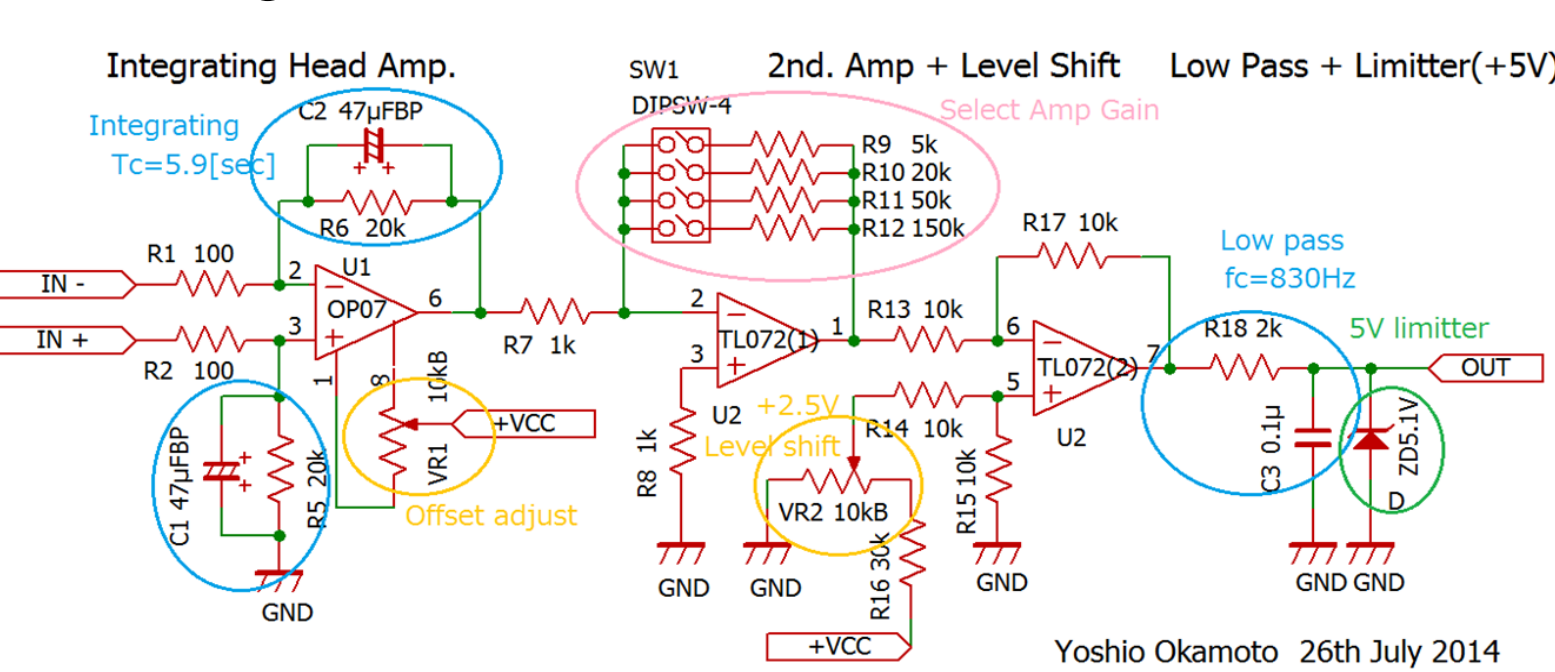 Integrating Head Amp.
SW1
2nd. Amp + Level Shift
Low Pass + Limitter(+5V)
C2 47µFBP
DIPSW-4
Select Amp Gain
Integrating
Tc=5.9[sec]
R9 5k
R10 20k
R11 50k
R12 150k
R6 20k
R17 10k
Low pass
fc=830Hz
R1 100
U1
IN -
2
OP07
6
2
R13 10k
6
R18 2k
5V limitter
IN +
3
R7 1k
TL072(1)
1
TL072(2)
7
OUT
R2 100
1
8
10kB
3
5
+2.5V
U2
R14 10k
U2
+VCC
Level shift
VR1
C1 47µFBP
R5 20k
R8 1k
R15 10k
C3 0.1µ
ZD5.1V
D
Offset adjust
VR2 10kB
R16 30k
GND
GND
GND
GND
GND
GND
+VCC
Yoshio Okamoto 26th July 2014